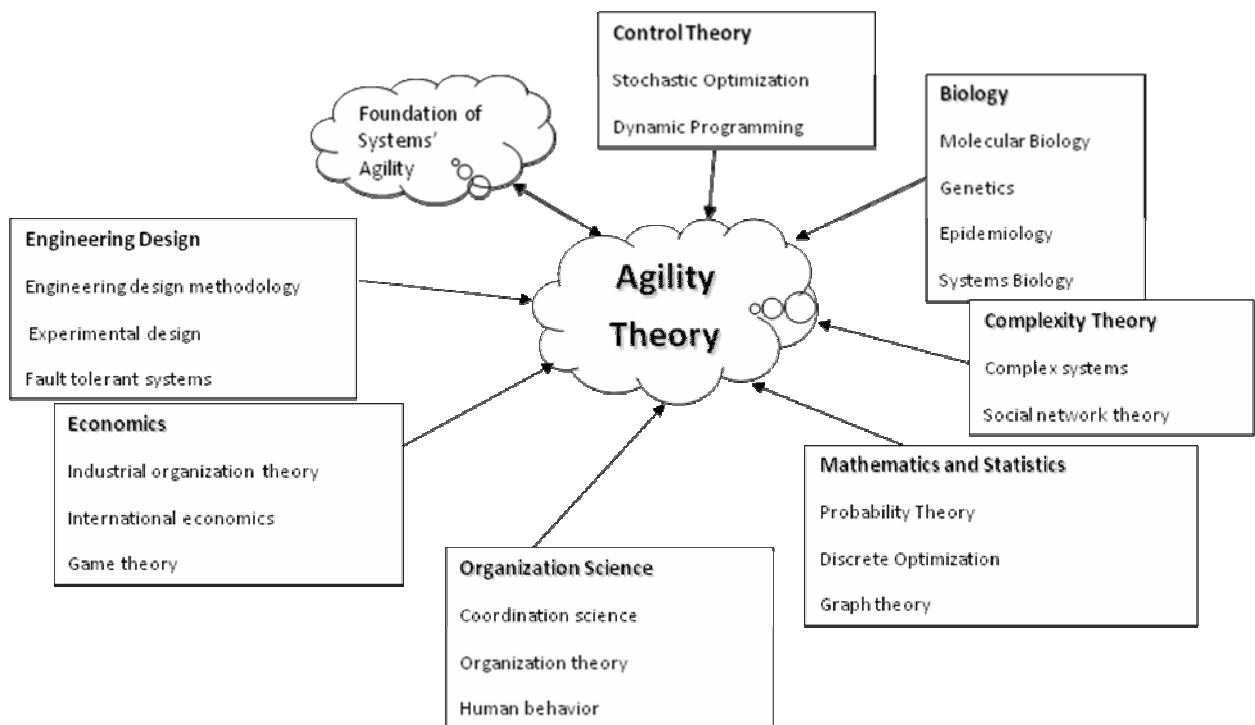 Control Theory
Stochastic Optimization
Dynamic Programming
Foundation of
Systems'
Agility
Biology
Molecular Biology
Genetics
Epidemiology
Systems Biology
Engineering Design
Engineering design methodology
Experimental design
Fault tolerant systems
Agility
Theory
Complexity Theory
Complex systems
Social network theory
Economics
Industrial organization theory
International economics
Game theory
Mathematics and Statistics
Probability Theory
Discrete Optimization
Graph theory
Organization Science
Coordination science
Organization theory
Human behavior